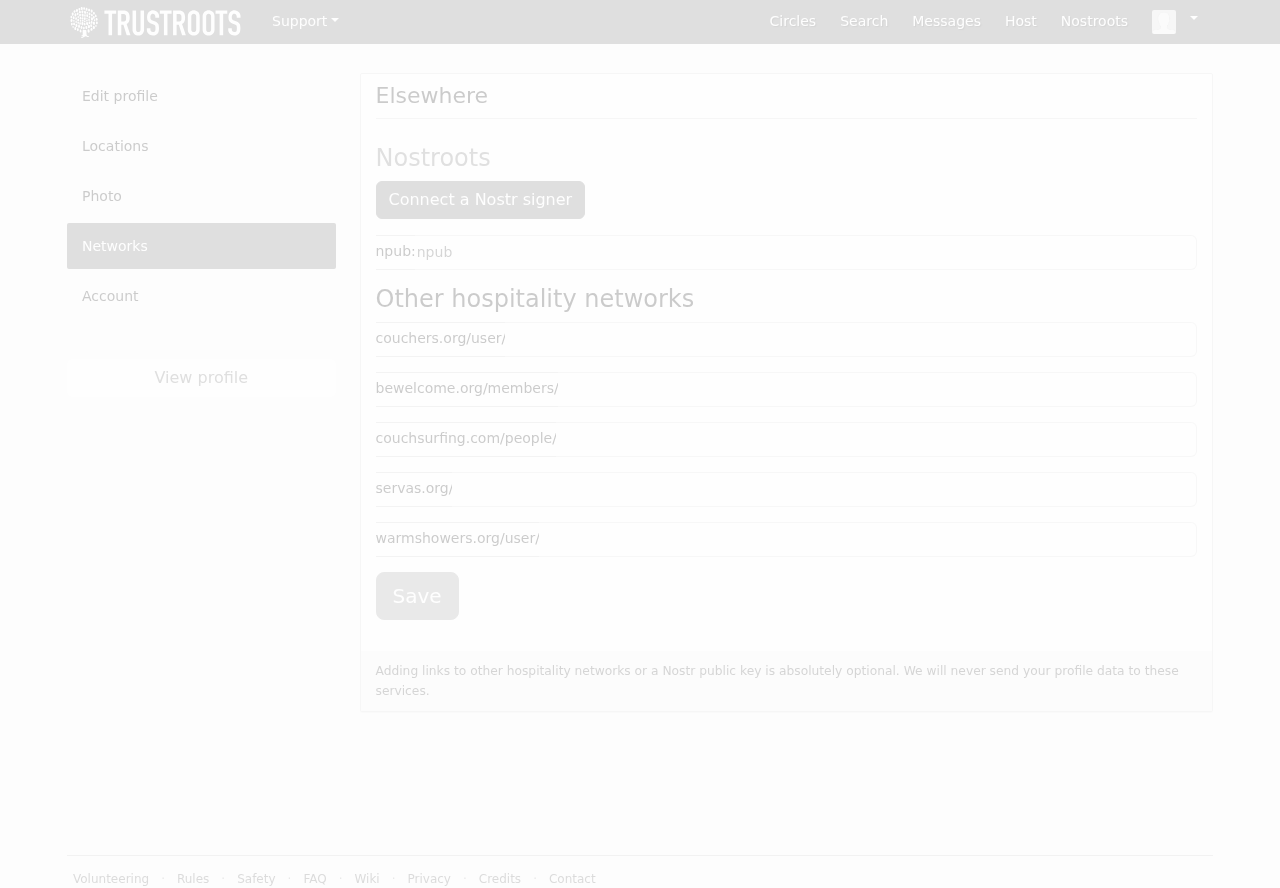 TRUSTROOTS
Support
Circles
Search
Messages
Host
Nostroots
Edit profile
Locations
Photo
Networks
Account
View profile
Elsewhere
Nostroots
Connect a Nostr signer
npub: npub
Other hospitality networks
couchers.org/user/
bewelcome.org/members/
couchsurfing.com/people/
servas.org/
warmshowers.org/user/
Save
Adding links to other hospitality networks or a Nostr public key is absolutely optional. We will never send your profile data to these
services.
Volunteering · Rules · Safety · FAQ · Wiki · Privacy · Credits · Contact